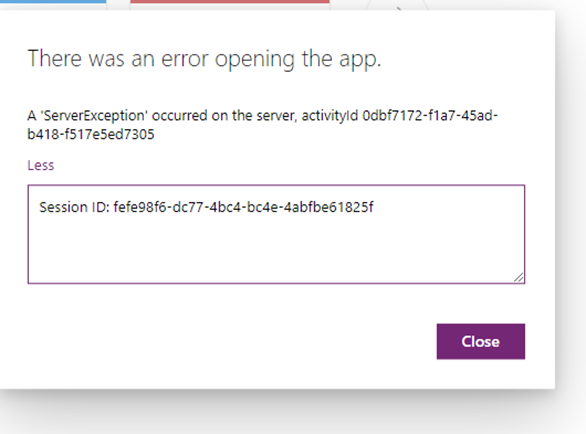 There was an error opening the app.
A 'ServerException' occurred on the server, activityId 0dbf7172-f1a7-45ad-
b418-f517e5ed7305
Less
Session ID: fefe98f6-dc77-4bc4-bc4e-4abfbe61825f
Close